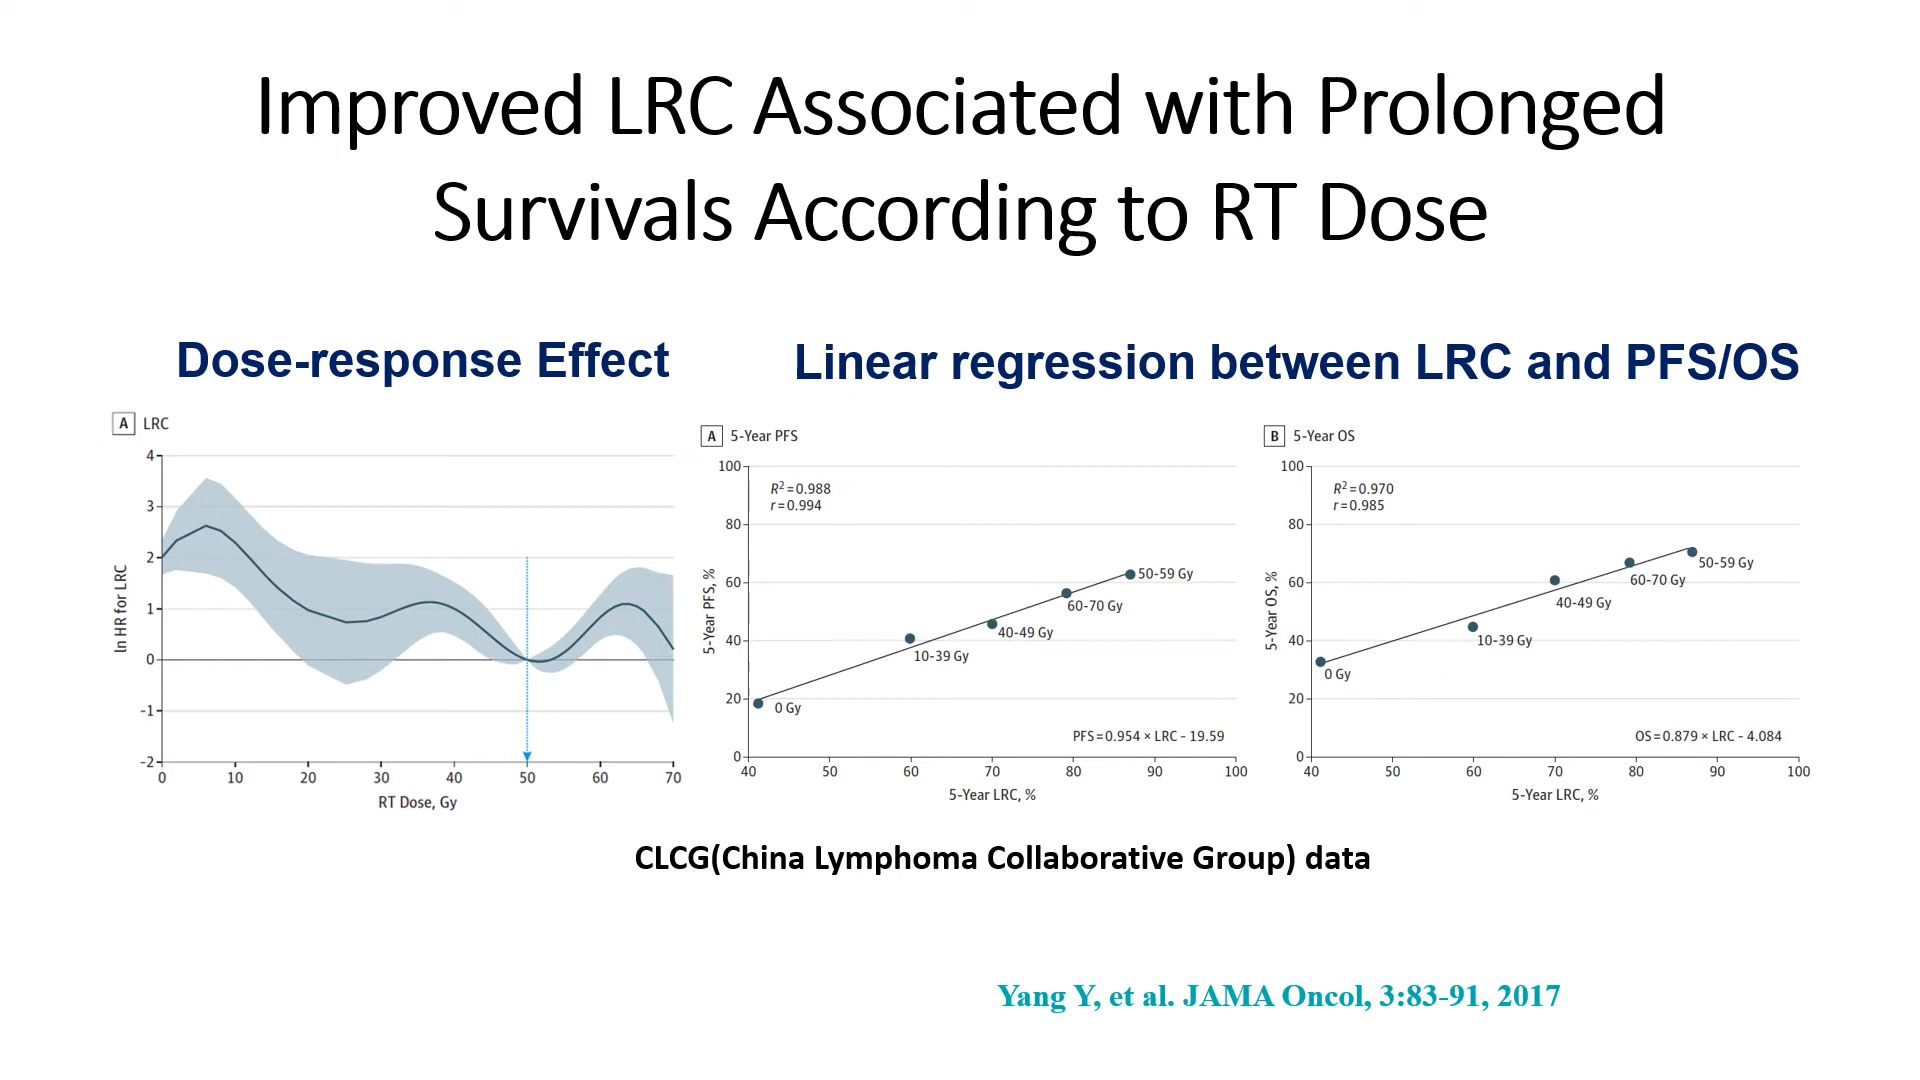 Improved LRC Associated with Prolonged
Survivals According to RT Dose
Dose-response Effect
Linear regression between LRC and PFS/OS
A LRC
4
3
2
1
0
-1
-2
ln HR for LRC
0 10 20 30 40 50 60 70
RT Dose, Gy
A 5-Year PFS
100
80
60
40
20
0
5-Year PFS, %
R²=0.988
r=0.994
50-59 Gy
60-70 Gy
40-49 Gy
10-39 Gy
0 Gy
PFS=0.954 × LRC – 19.59
40 50 60 70 80 90 100
5-Year LRC, %
B 5-Year OS
100
80
60
40
20
0
5-Year OS, %
R²=0.970
r=0.985
50-59 Gy
60-70 Gy
40-49 Gy
10-39 Gy
0 Gy
OS=0.879 × LRC – 4.084
40 50 60 70 80 90 100
5-Year LRC, %
CLCG(China Lymphoma Collaborative Group) data
Yang Y, et al. JAMA Oncol, 3:83-91, 2017